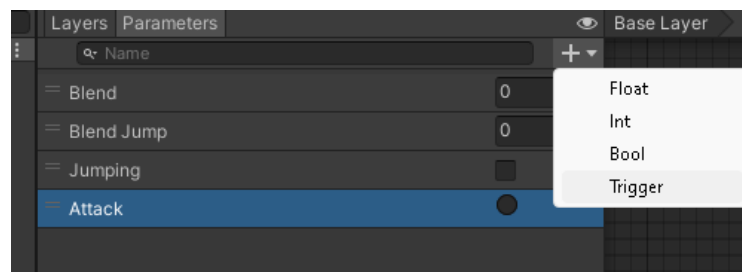 Layers Parameters Base Layer
Name
Blend 0
Blend Jump 0
Jumping
Attack
Float
Int
Bool
Trigger